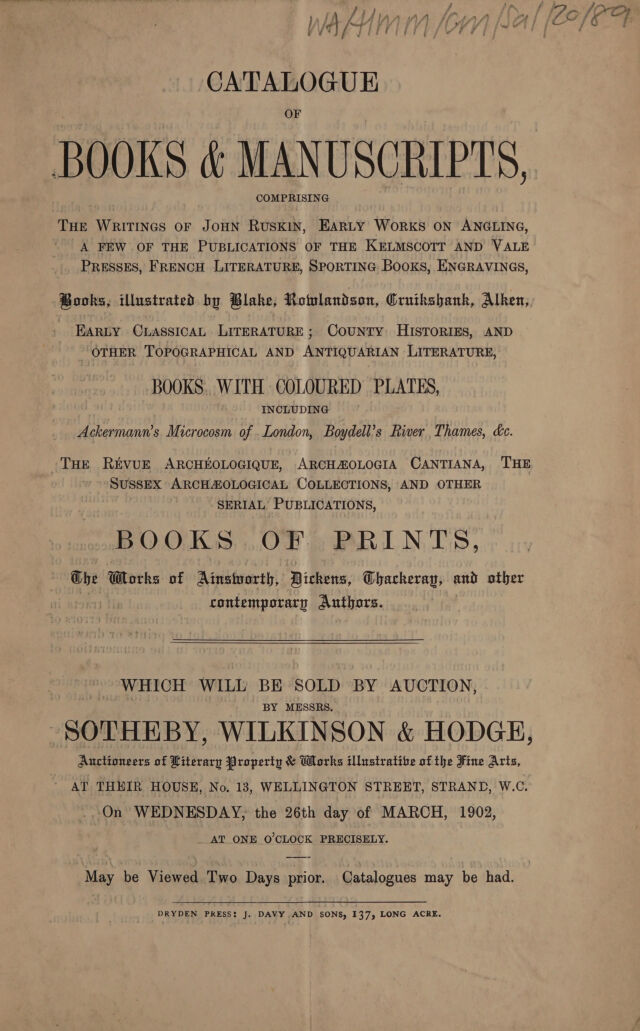 WA/HMM/CM/Sal/20/89
CATALOGUE
OF
BOOKS & MANUSCRIPTS,
COMPRISING
THE WRITINGS OF JOHN RUSKIN, EARLY WORKS ON ANGLING,
A FEW OF THE PUBLICATIONS OF THE KELMSCOTT AND VALE
PRESSES, FRENCH LITERATURE, SPORTING BOOKS, ENGRAVINGS,
Books, illustrated by Blake, Rowlandson, Cruikshank, Alken,
EARLY CLASSICAL LITERATURE; COUNTY HISTORIES, AND
OTHER TOPOGRAPHICAL AND ANTIQUARIAN LITERATURE,
BOOKS WITH COLOURED PLATES,
INCLUDING
Ackermann's Microcosm of London, Boydell's River Thames, &c.
THE RÉVUE ARCHÉOLOGIQUE, ARCHÆOLOGIA CANTIANA, THE
SUSSEX ARCHÆOLOGICAL COLLECTIONS, AND OTHER
SERIAL PUBLICATIONS,
BOOKS OF PRINTS,
The Works of Ainsworth, Dickens, Thackeray, and other
contemporary Authors.
WHICH WILL BE SOLD BY AUCTION,
BY MESSRS.
SOTHEBY, WILKINSON & HODGE,
Auctioneers of Literary Property & Works illustrative of the Fine Arts,
AT THEIR HOUSE, No. 13, WELLINGTON STREET, STRAND, W.C.
On WEDNESDAY, the 26th day of MARCH, 1902,
AT ONE O'CLOCK PRECISELY.
May be Viewed Two Days prior. Catalogues may be had.
DRYDEN PRESS: J. DAVY AND SONS, 137, LONG ACRE.